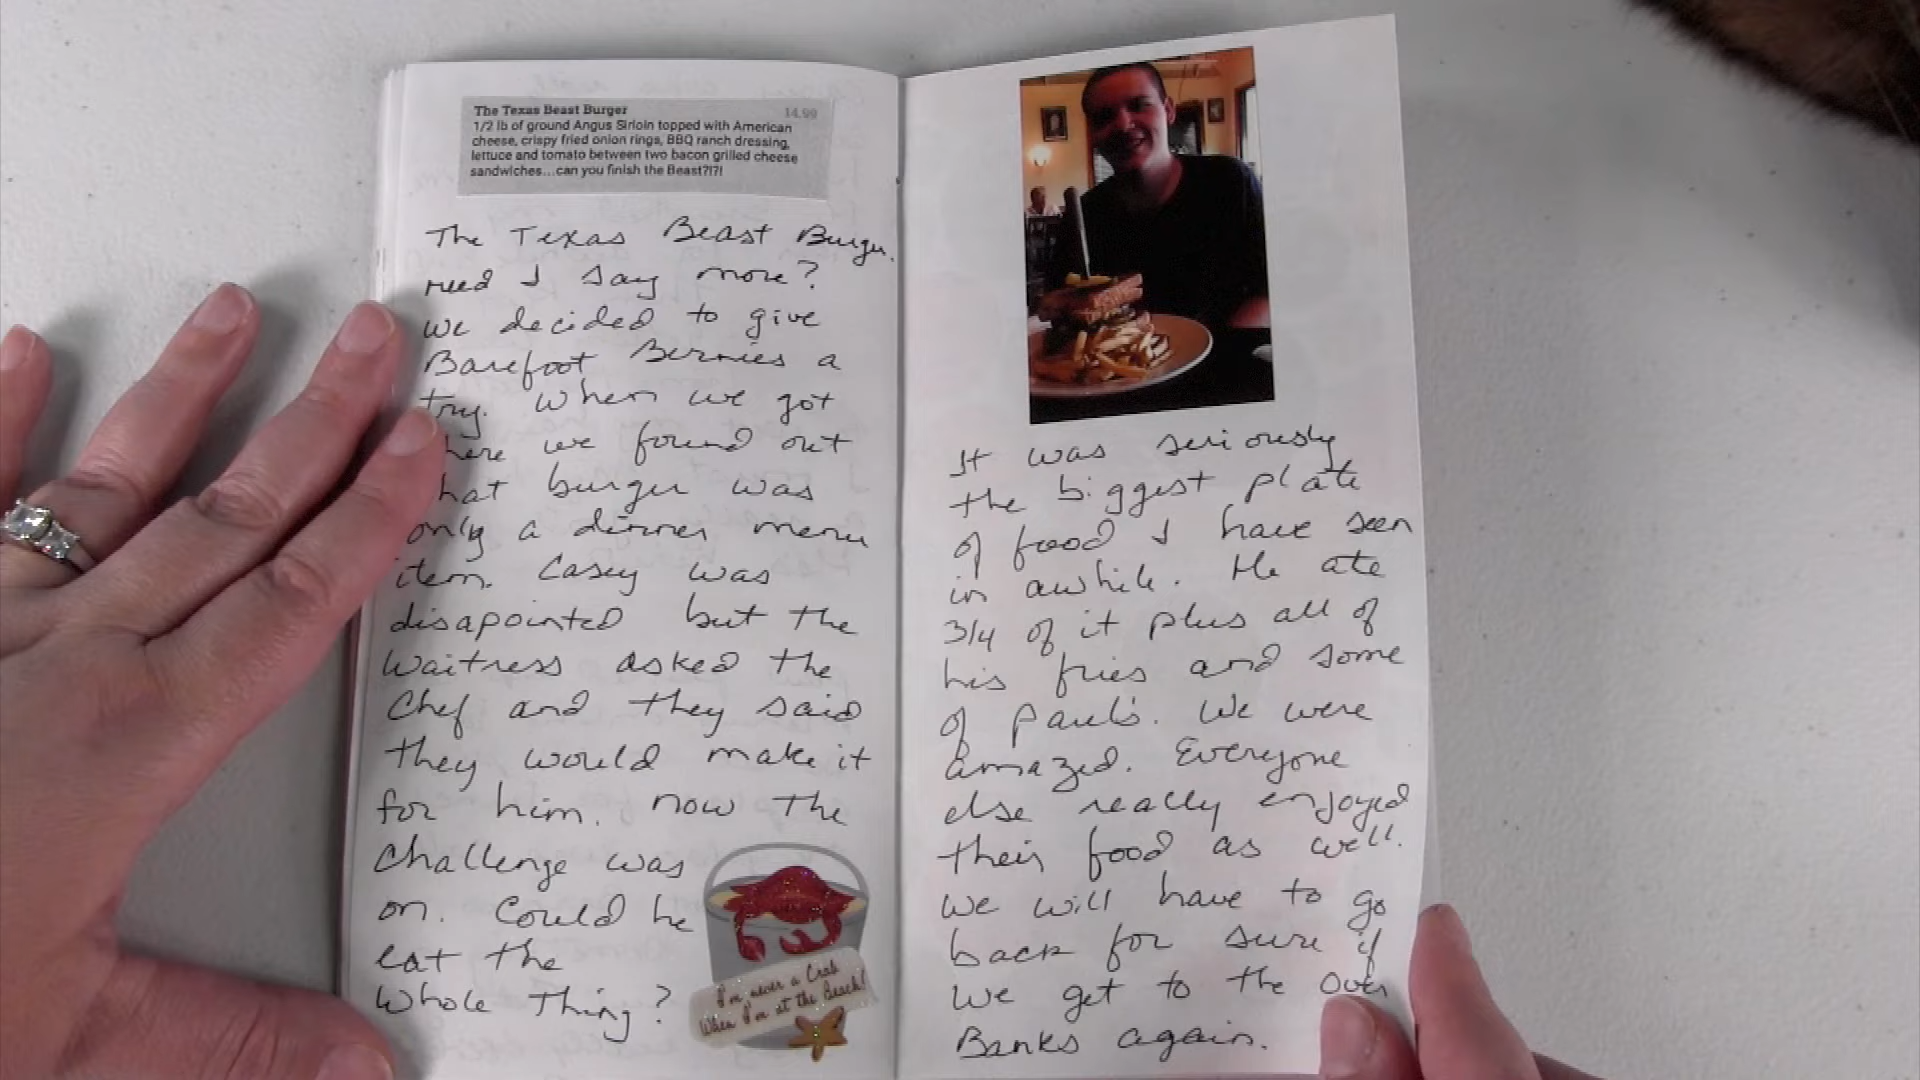 The Texas Beast Burger 14.99
1/2 lb of ground Angus Sirloin topped with American
cheese, crispy fried onion rings, BBQ ranch dressing,
lettuce and tomato between two bacon grilled cheese
sandwiches...can you finish the Beast?!?!
The Texas Beast Burger.
need I say more?
We decided to give
Barefoot Bernies a
try. When we got
here we found out
hat burger was
only a dinner menu
item. Casey was
disapointed but the
waitress asked the
Chef and they said
they would make it
for him. now the
challenge was
on. Could he
eat the
whole thing?
I'm never a Crab
When I'm at the Beach!
It was seriously
the biggest plate
of food I have seen
in awhile. He ate
3/4 of it plus all of
his fries and some
of Paul's. We were
amazed. Everyone
else really enjoyed
their food as well.
We will have to go
back for sure if
we get to the Outer
Banks again.